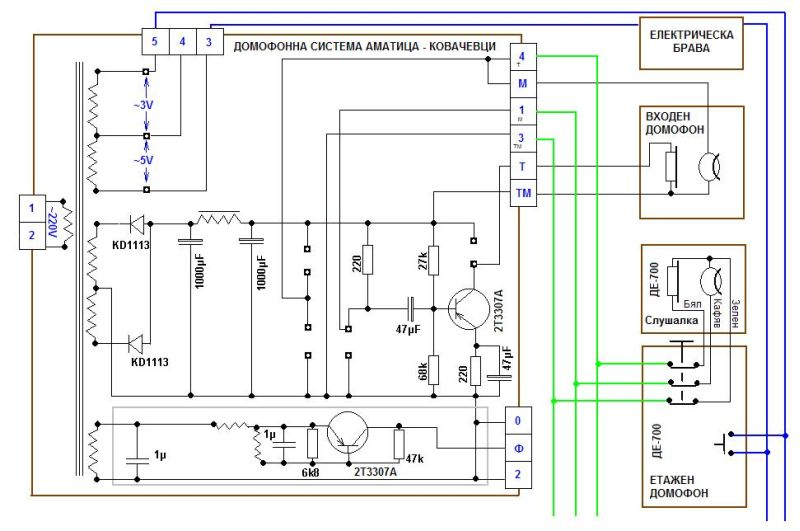 5 4 3
ДОМОФОННА СИСТЕМА АМАТИЦА - КОВАЧЕВЦИ
ЕЛЕКТРИЧЕСКА
БРАВА
4
Т
М
1
М
3
ТМ
Т
ТМ
ВХОДЕН
ДОМОФОН
~3V
~5V
1
2
~220V
KD1113
KD1113
1000µF
1000µF
220
27k
47µF
2T3307A
68k
220
47µF
ДЕ-700
Бял
Кафяв
Зелен
Слушалка
ДЕ-700
ЕТАЖЕН
ДОМОФОН
1µ
1µ
6k8
2T3307A
47k
0
Ф
2